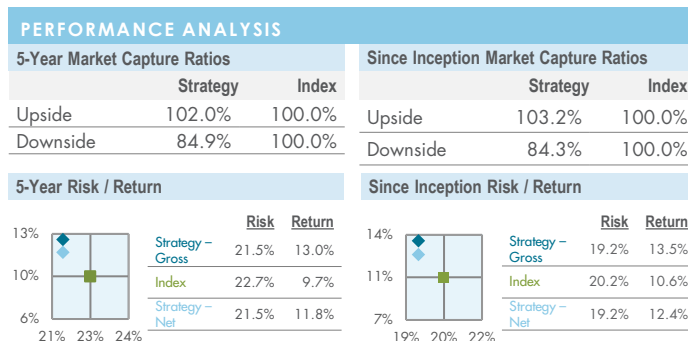 PERFORMANCE ANALYSIS
5-Year Market Capture Ratios
Strategy Index
Upside 102.0% 100.0%
Downside 84.9% 100.0%
Since Inception Market Capture Ratios
Strategy Index
Upside 103.2% 100.0%
Downside 84.3% 100.0%
5-Year Risk / Return
13%
10%
6%
21% 23% 24%
Risk Return
Strategy –
Gross 21.5% 13.0%
Index 22.7% 9.7%
Strategy –
Net 21.5% 11.8%
Since Inception Risk / Return
14%
11%
7%
19% 20% 22%
Risk Return
Strategy –
Gross 19.2% 13.5%
Index 20.2% 10.6%
Strategy –
Net 19.2% 12.4%